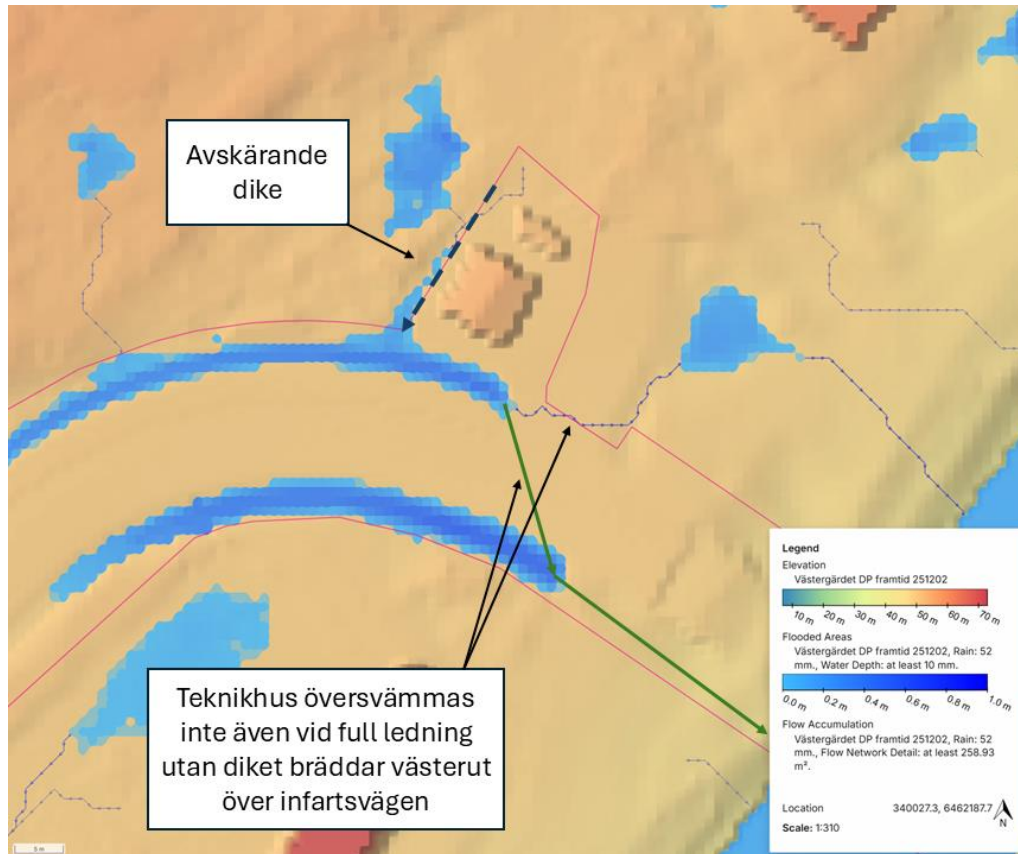 Avskärande
dike
Teknikhus översvämmas
inte även vid full ledning
utan diket bräddar västerut
över infartsvägen
Legend
Elevation
Västergärdet DP framtid 251202
10 m 20 m 30 m 40 m 50 m 60 m 70 m
Flooded Areas
Västergärdet DP framtid 251202, Rain: 52
mm., Water Depth: at least 10 mm.
0.0 m 0.2 m 0.4 m 0.6 m 0.8 m 1.0 m
Flow Accumulation
Västergärdet DP framtid 251202, Rain: 52
mm., Flow Network Detail: at least 258.93
m².
Location 340027.3, 6462187.7
Scale: 1:310
N
5 m